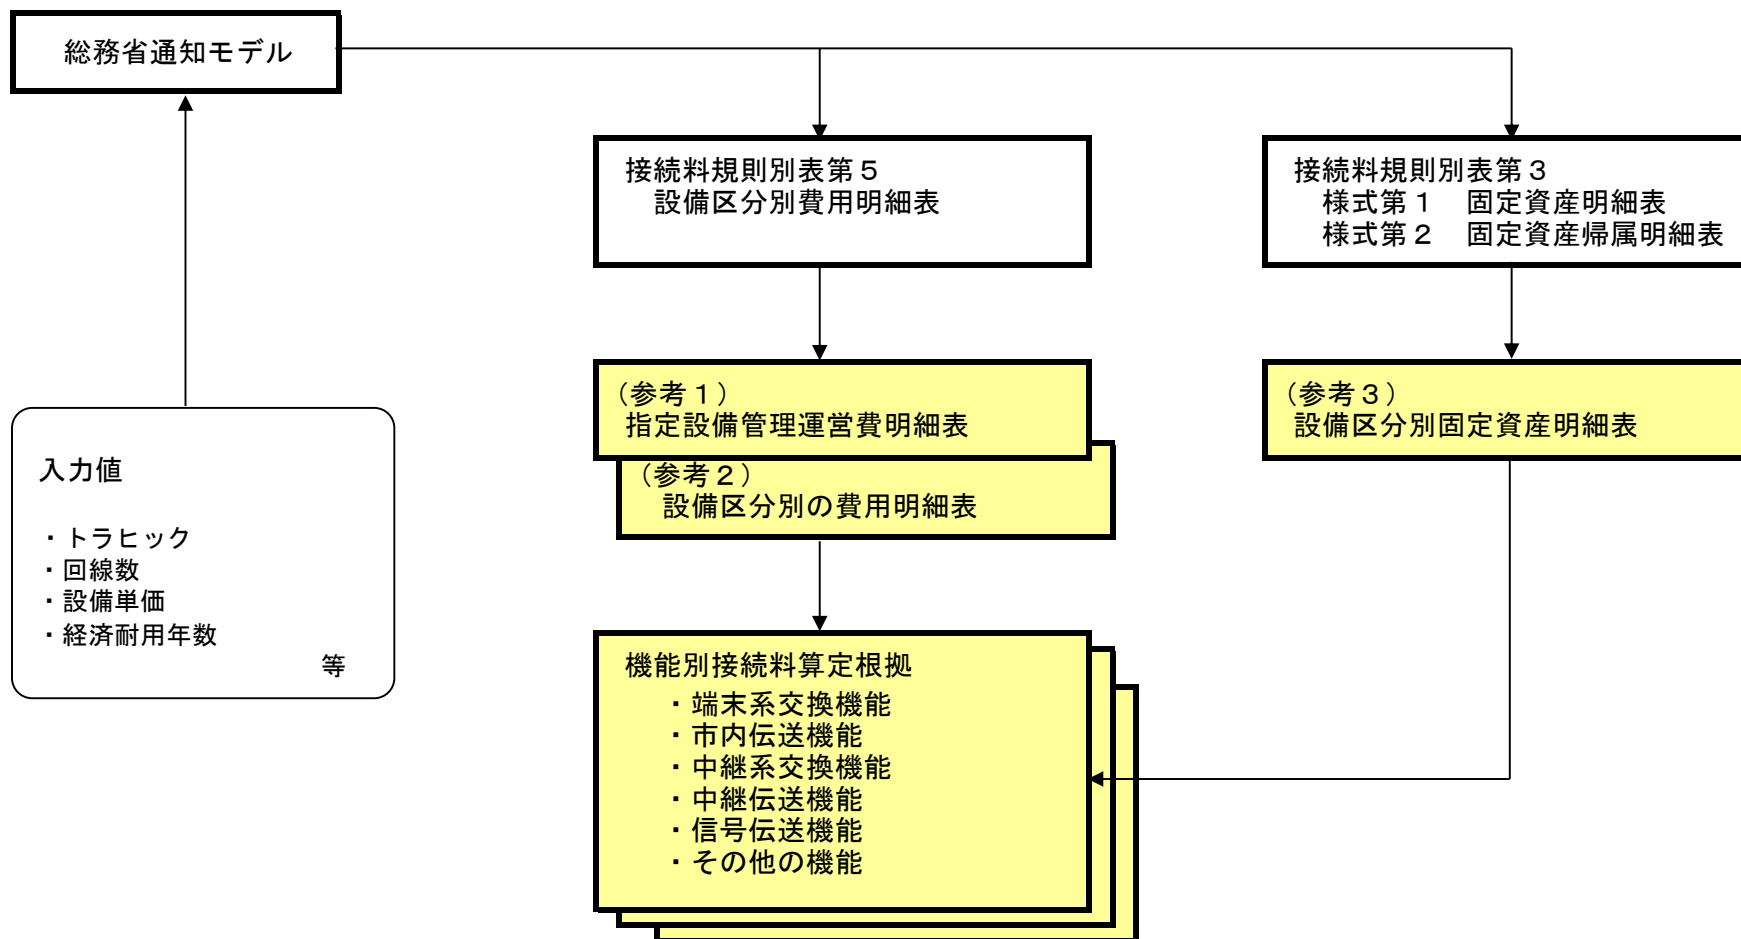 総務省通知モデル
接続料規則別表第５
設備区分別費用明細表
接続料規則別表第３
様式第１　固定資産明細表
様式第２　固定資産帰属明細表
（参考１）
指定設備管理運営費明細表
（参考２）
設備区分別の費用明細表
（参考３）
設備区分別固定資産明細表
入力値
・トラヒック
・回線数
・設備単価
・経済耐用年数
等
機能別接続料算定根拠
・端末系交換機能
・市内伝送機能
・中継系交換機能
・中継伝送機能
・信号伝送機能
・その他の機能